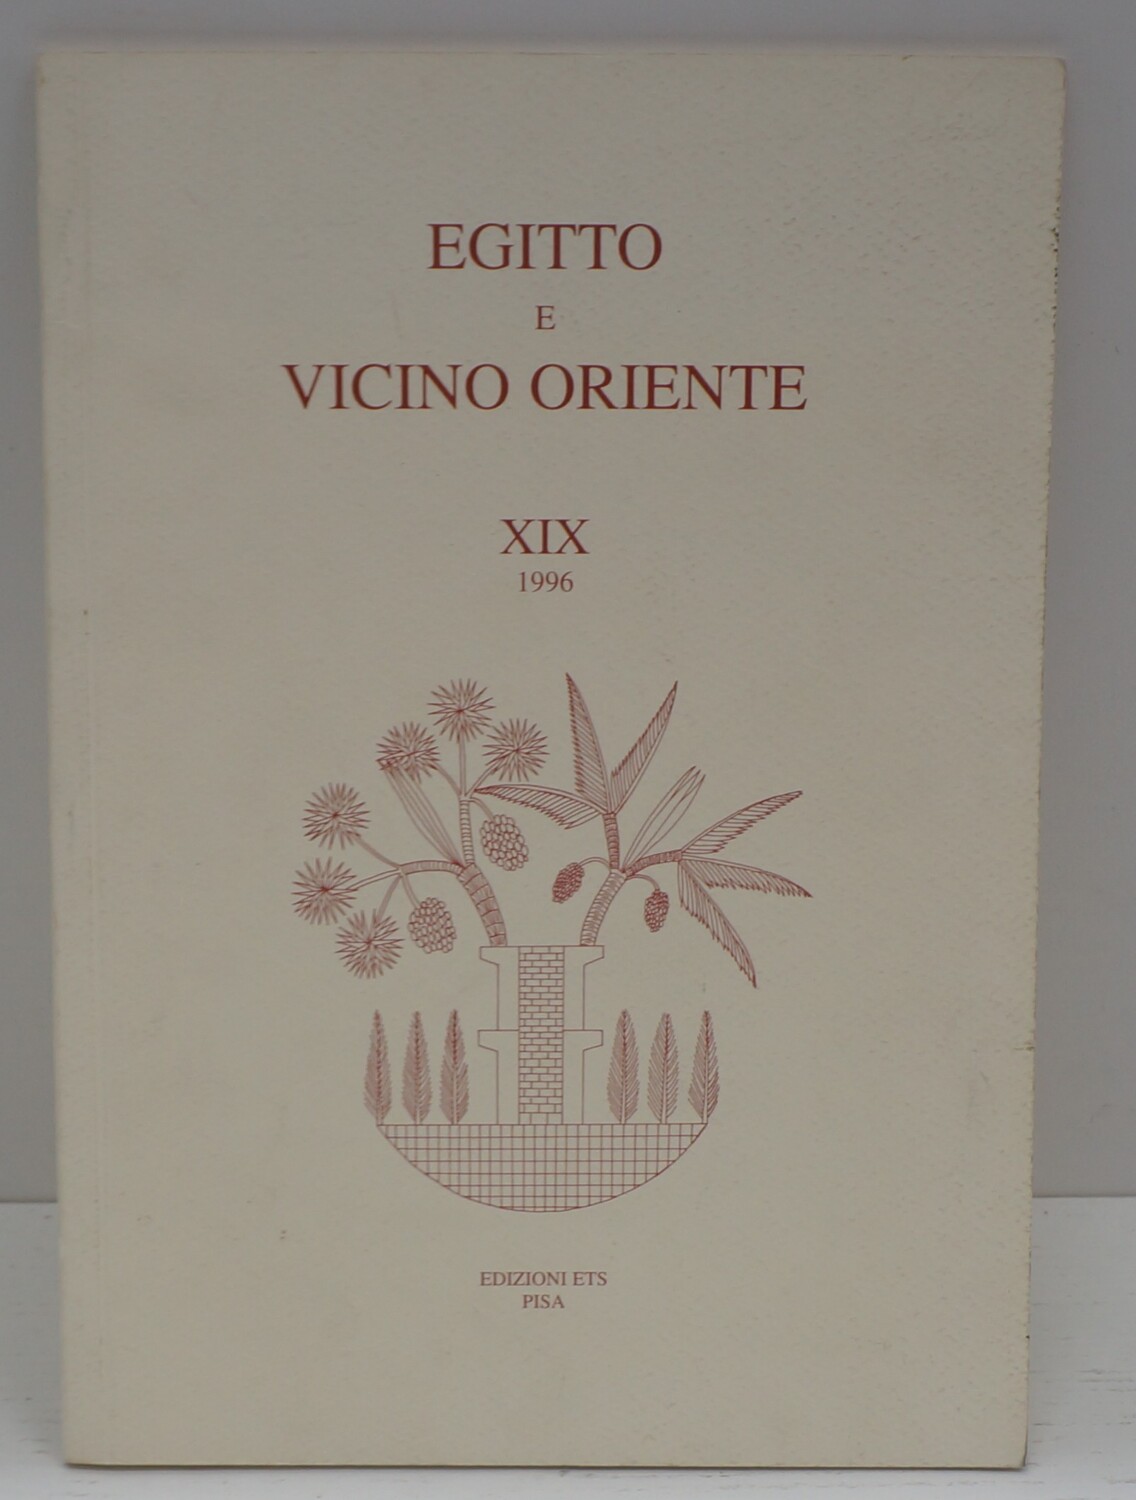 EGITTO
E
VICINO ORIENTE
XIX
1996
EDIZIONI ETS
PISA